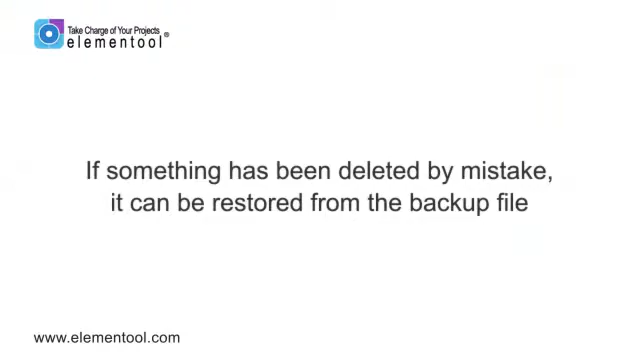 Take Charge of Your Projects
elementool®
If something has been deleted by mistake,
it can be restored from the backup file
www.elementool.com